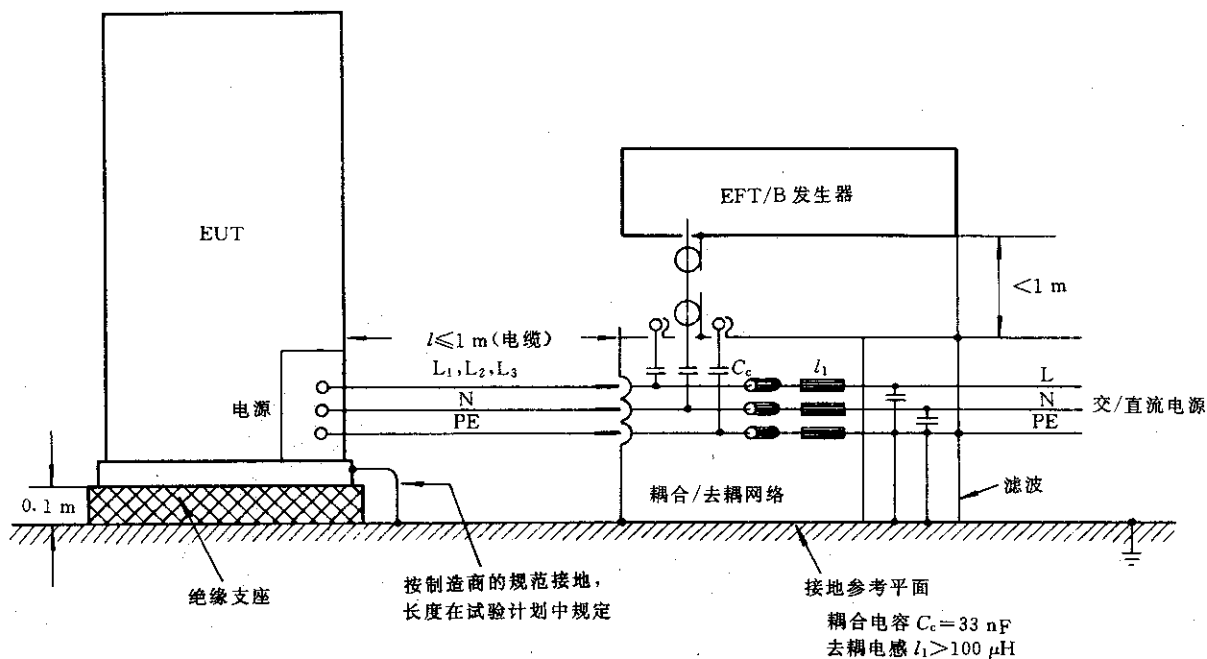 EUT
EFT/B 发生器
<1 m
l≤1 m(电缆)
L₁,L₂,L₃
N
PE
电源
C_c
l₁
L
N
PE
交/直流电源
耦合/去耦网络
滤波
0.1 m
绝缘支座
按制造商的规范接地,
长度在试验计划中规定
接地参考平面
耦合电容 C_c=33 nF
去耦电感 l₁>100 μH